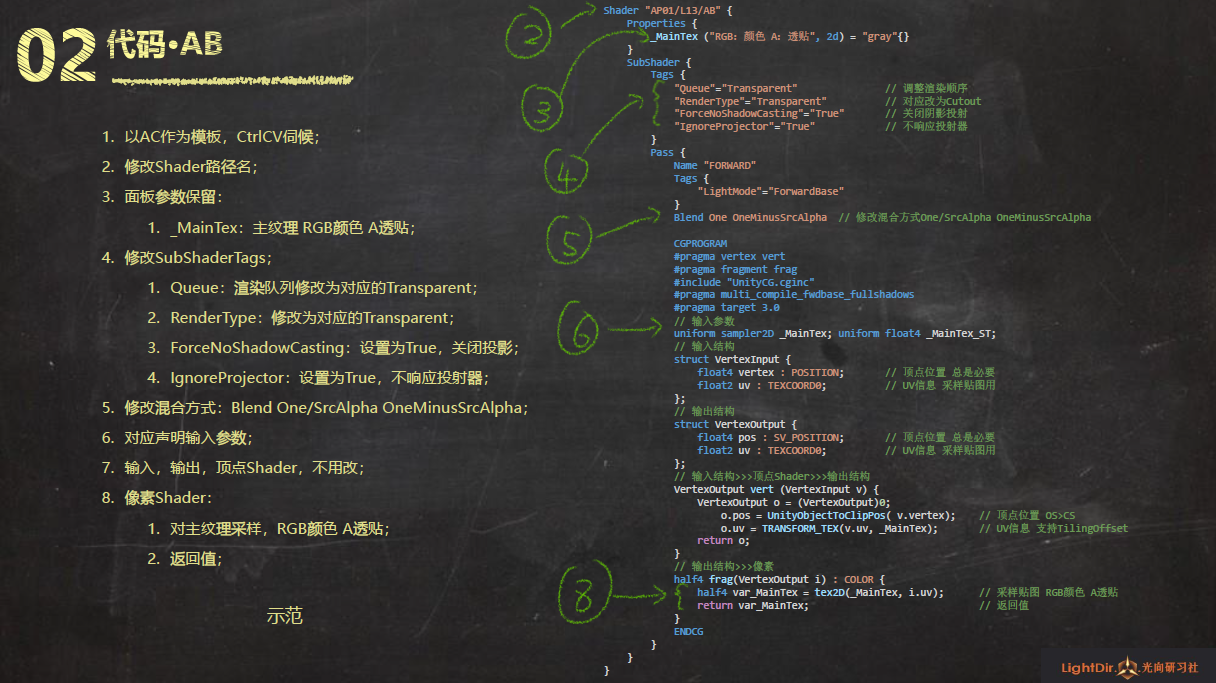 02 代码·AB
1. 以AC作为模板，CtrlCV伺候；
2. 修改Shader路径名；
3. 面板参数保留：
1. _MainTex：主纹理 RGB颜色 A透贴；
4. 修改SubShaderTags；
1. Queue：渲染队列修改为对应的Transparent；
2. RenderType：修改为对应的Transparent；
3. ForceNoShadowCasting：设置为True，关闭投影；
4. IgnoreProjector：设置为True，不响应投射器；
5. 修改混合方式：Blend One/SrcAlpha OneMinusSrcAlpha；
6. 对应声明输入参数；
7. 输入，输出，顶点Shader，不用改；
8. 像素Shader：
1. 对主纹理采样，RGB颜色 A透贴；
2. 返回值；
示范
②
③
④
⑤
⑥
⑧
Shader "AP01/L13/AB" {
Properties {
_MainTex ("RGB：颜色 A：透贴", 2d) = "gray"{}
}
SubShader {
Tags {
"Queue"="Transparent" // 调整渲染顺序
"RenderType"="Transparent" // 对应改为Cutout
"ForceNoShadowCasting"="True" // 关闭阴影投射
"IgnoreProjector"="True" // 不响应投射器
}
Pass {
Name "FORWARD"
Tags {
"LightMode"="ForwardBase"
}
Blend One OneMinusSrcAlpha // 修改混合方式One/SrcAlpha OneMinusSrcAlpha
CGPROGRAM
#pragma vertex vert
#pragma fragment frag
#include "UnityCG.cginc"
#pragma multi_compile_fwdbase_fullshadows
#pragma target 3.0
// 输入参数
uniform sampler2D _MainTex; uniform float4 _MainTex_ST;
// 输入结构
struct VertexInput {
float4 vertex : POSITION; // 顶点位置 总是必要
float2 uv : TEXCOORD0; // UV信息 采样贴图用
};
// 输出结构
struct VertexOutput {
float4 pos : SV_POSITION; // 顶点位置 总是必要
float2 uv : TEXCOORD0; // UV信息 采样贴图用
};
// 输入结构>>>顶点Shader>>>输出结构
VertexOutput vert (VertexInput v) {
VertexOutput o = (VertexOutput)0;
o.pos = UnityObjectToClipPos( v.vertex); // 顶点位置 OS>CS
o.uv = TRANSFORM_TEX(v.uv, _MainTex); // UV信息 支持TilingOffset
return o;
}
// 输出结构>>>像素
half4 frag(VertexOutput i) : COLOR {
half4 var_MainTex = tex2D(_MainTex, i.uv); // 采样贴图 RGB颜色 A透贴
return var_MainTex; // 返回值
}
ENDCG
}
}
}
LightDir.光向研习社